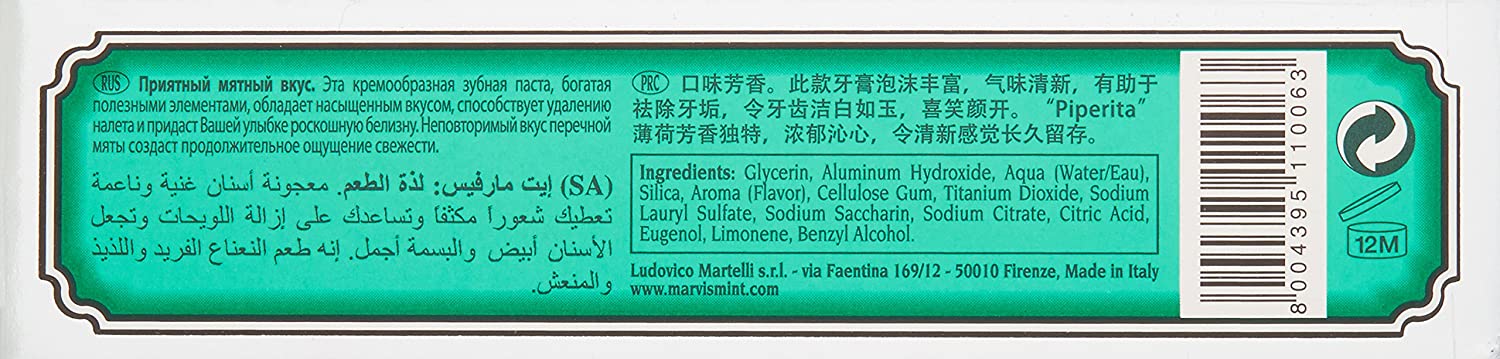 RUS Приятный мятный вкус. Эта кремообразная зубная паста, богатая
полезными элементами, обладает насыщенным вкусом, способствует удалению
налета и придаст Вашей улыбке роскошную белизну. Неповторимый вкус перечной
мяты создаст продолжительное ощущение свежести.
(SA) إيت مارفيس: لذة الطعم. معجونة أسنان غنية وناعمة
تعطيك شعوراً مكثفاً وتساعدك على إزالة اللويحات وتجعل
الأسنان أبيض والبسمة أجمل. إنه طعم النعناع الفريد واللذيذ
والمنعش.
PRC 口味芳香。此款牙膏泡沫丰富，气味清新，有助于
祛除牙垢，令牙齿洁白如玉，喜笑颜开。“Piperita”
薄荷芳香独特，浓郁沁心，令清新感觉长久留存。
Ingredients: Glycerin, Aluminum Hydroxide, Aqua (Water/Eau),
Silica, Aroma (Flavor), Cellulose Gum, Titanium Dioxide, Sodium
Lauryl Sulfate, Sodium Saccharin, Sodium Citrate, Citric Acid,
Eugenol, Limonene, Benzyl Alcohol.
Ludovico Martelli s.r.l. - via Faentina 169/12 - 50010 Firenze, Made in Italy
www.marvismint.com
8 004395 110063
12M